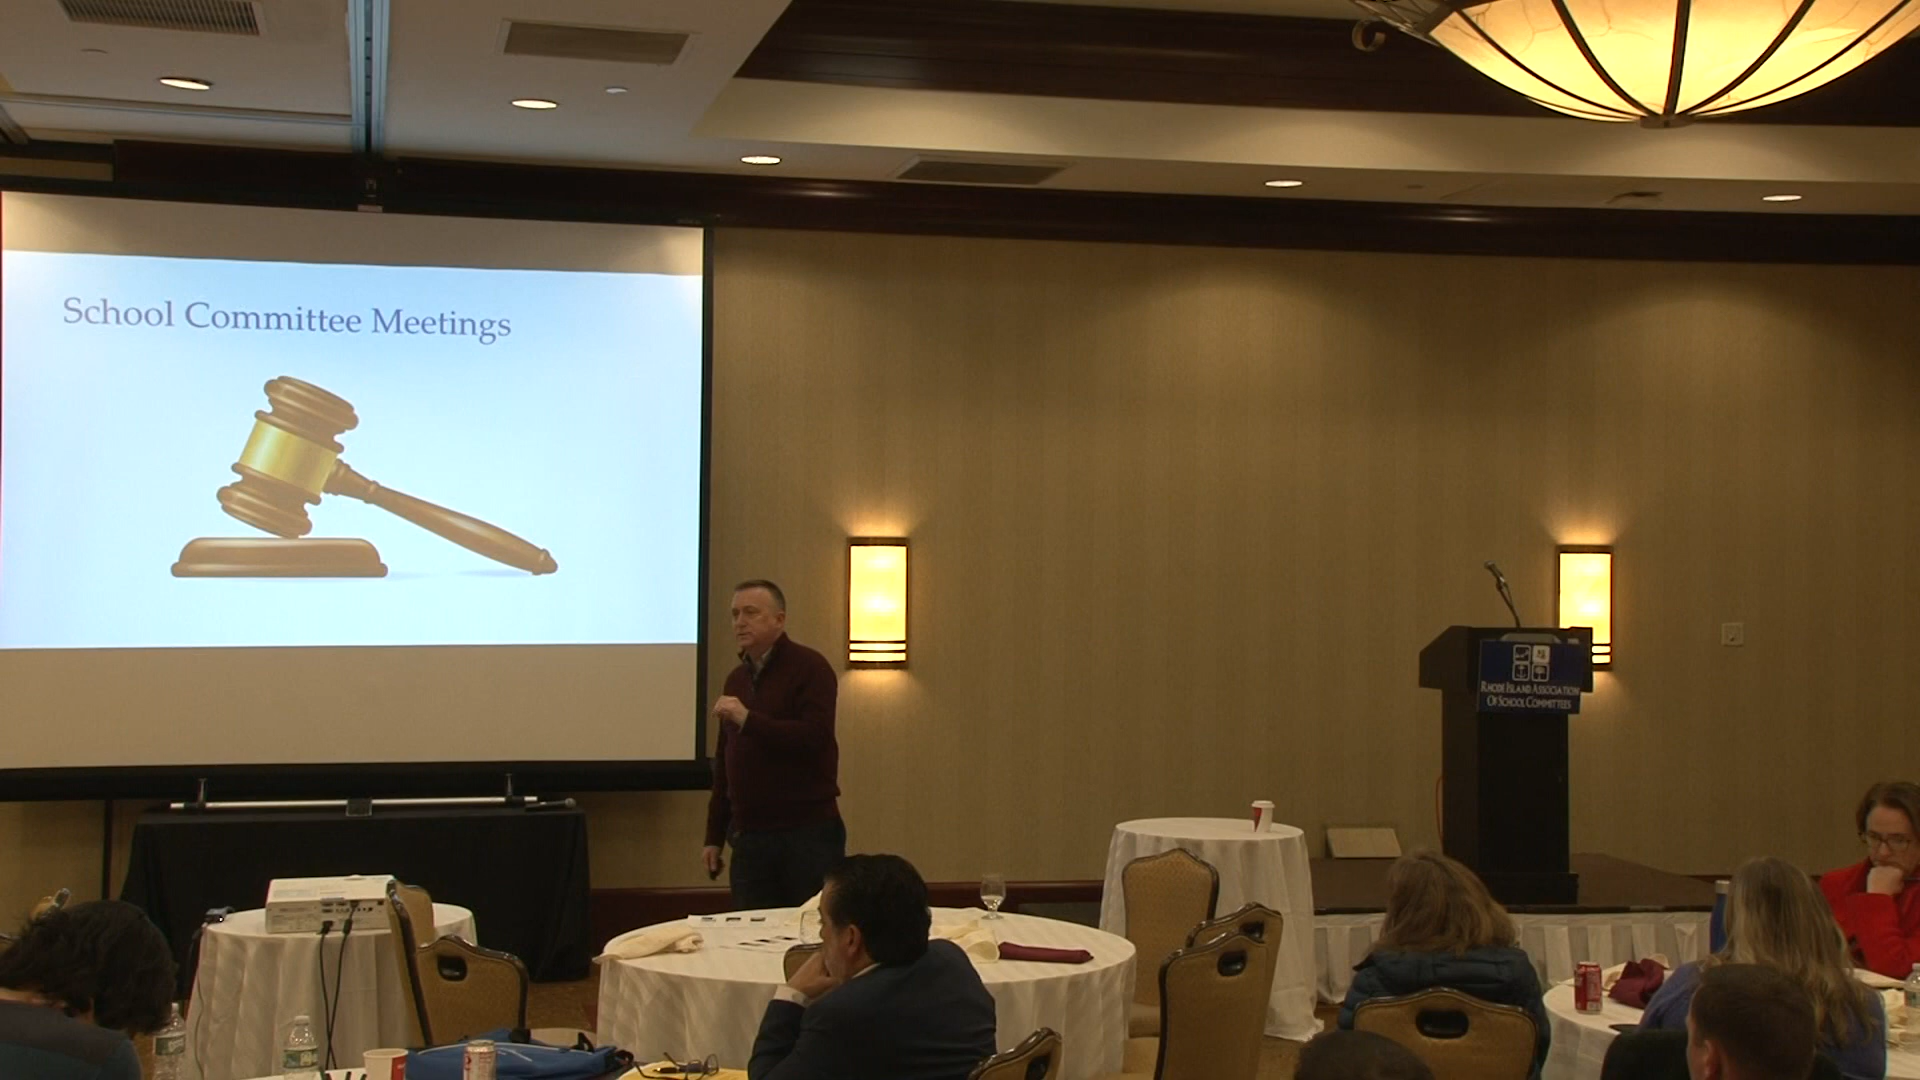 School Committee Meetings
RHODE ISLAND ASSOCIATION
OF SCHOOL COMMITTEES